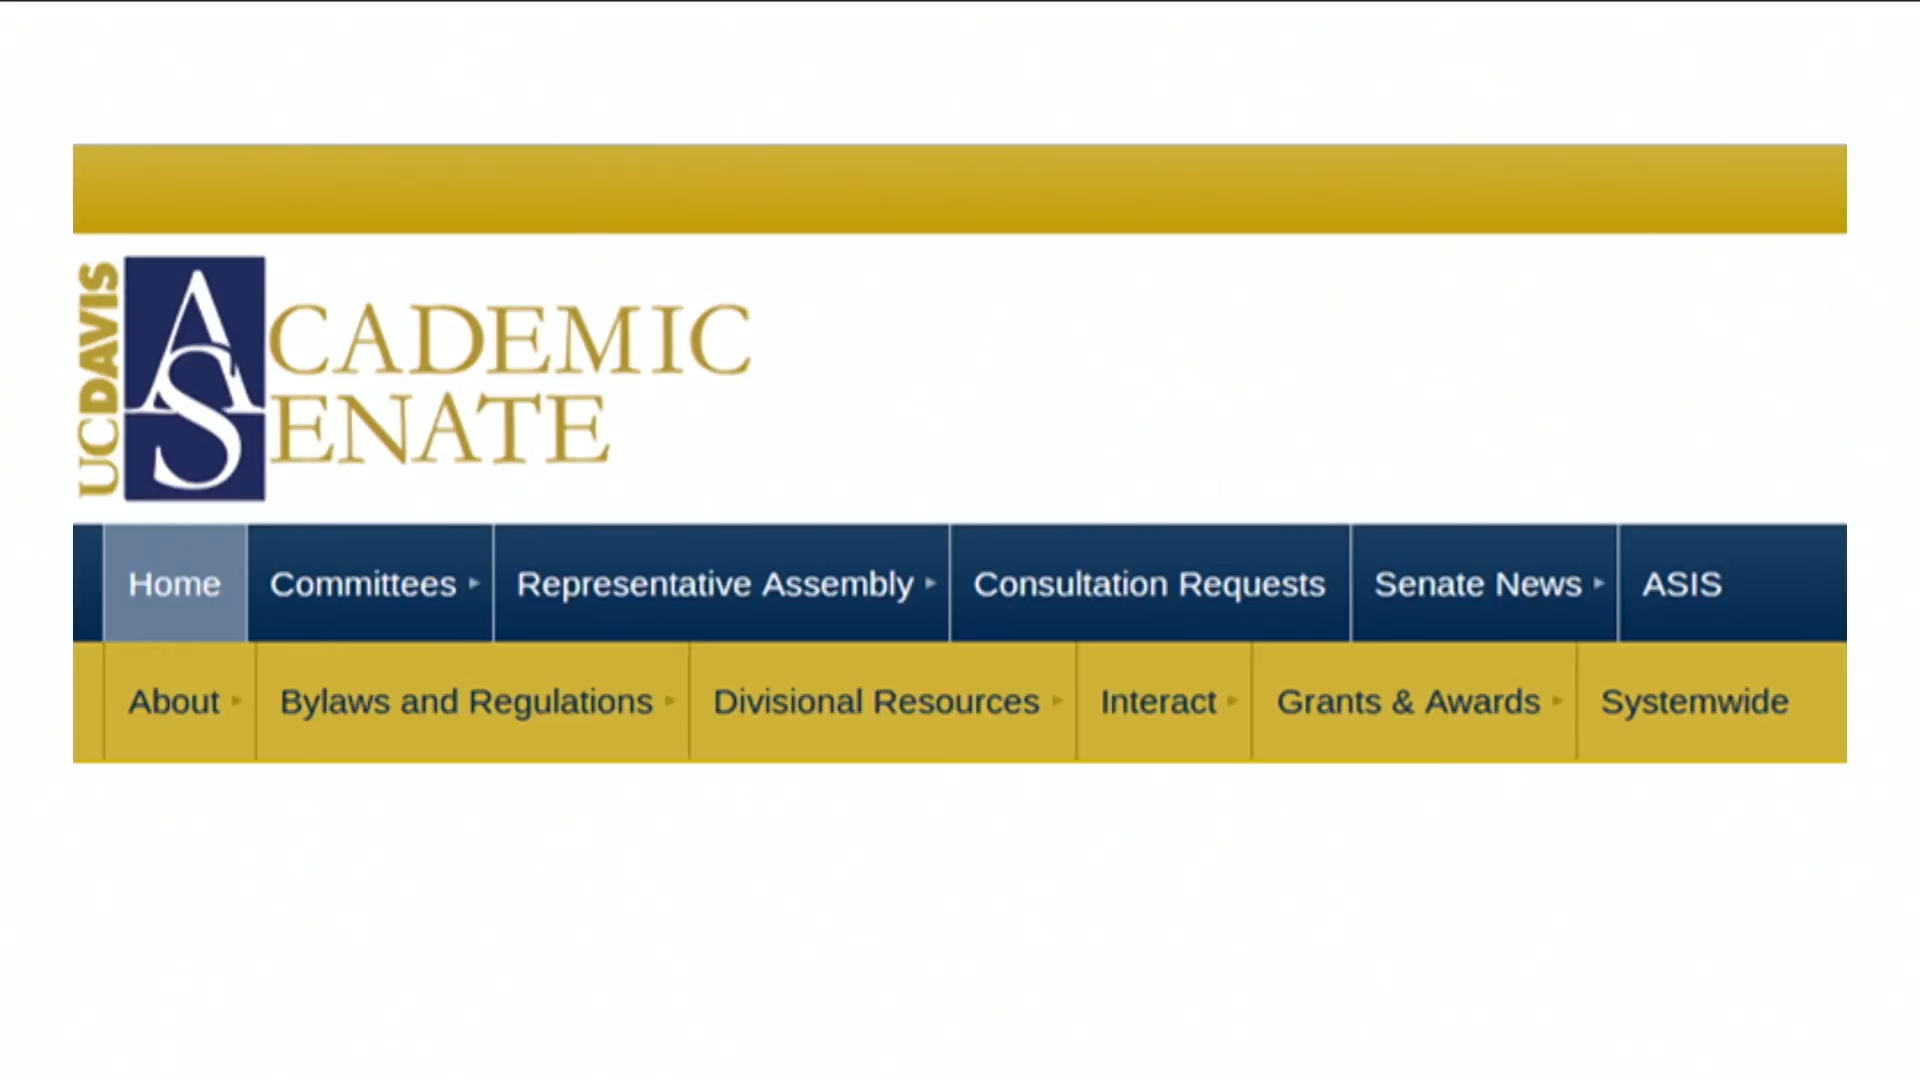 UCDAVIS
ACADEMIC
SENATE
Home Committees Representative Assembly Consultation Requests Senate News ASIS
About Bylaws and Regulations Divisional Resources Interact Grants & Awards Systemwide